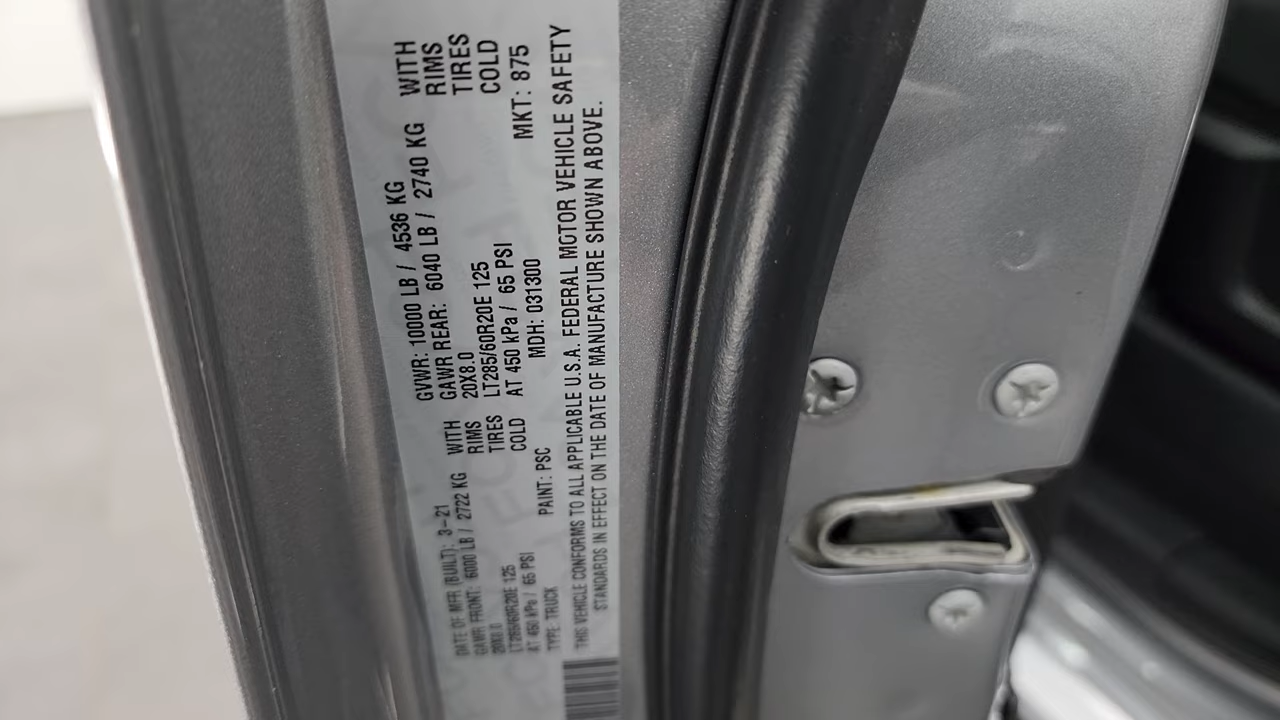 DATE OF MFR (BUILT): 3-21 GVWR: 10000 LB / 4536 KG
GAWR FRONT: 6000 LB / 2722 KG WITH GAWR REAR: 6040 LB / 2740 KG WITH
20X8.0 RIMS 20X8.0 RIMS
LT285/60R20E 125 TIRES LT285/60R20E 125 TIRES
AT 450 kPa / 65 PSI COLD AT 450 kPa / 65 PSI COLD
TYPE: TRUCK PAINT: PSC MDH: 031300 MKT: 875
THIS VEHICLE CONFORMS TO ALL APPLICABLE U.S.A. FEDERAL MOTOR VEHICLE SAFETY
STANDARDS IN EFFECT ON THE DATE OF MANUFACTURE SHOWN ABOVE.